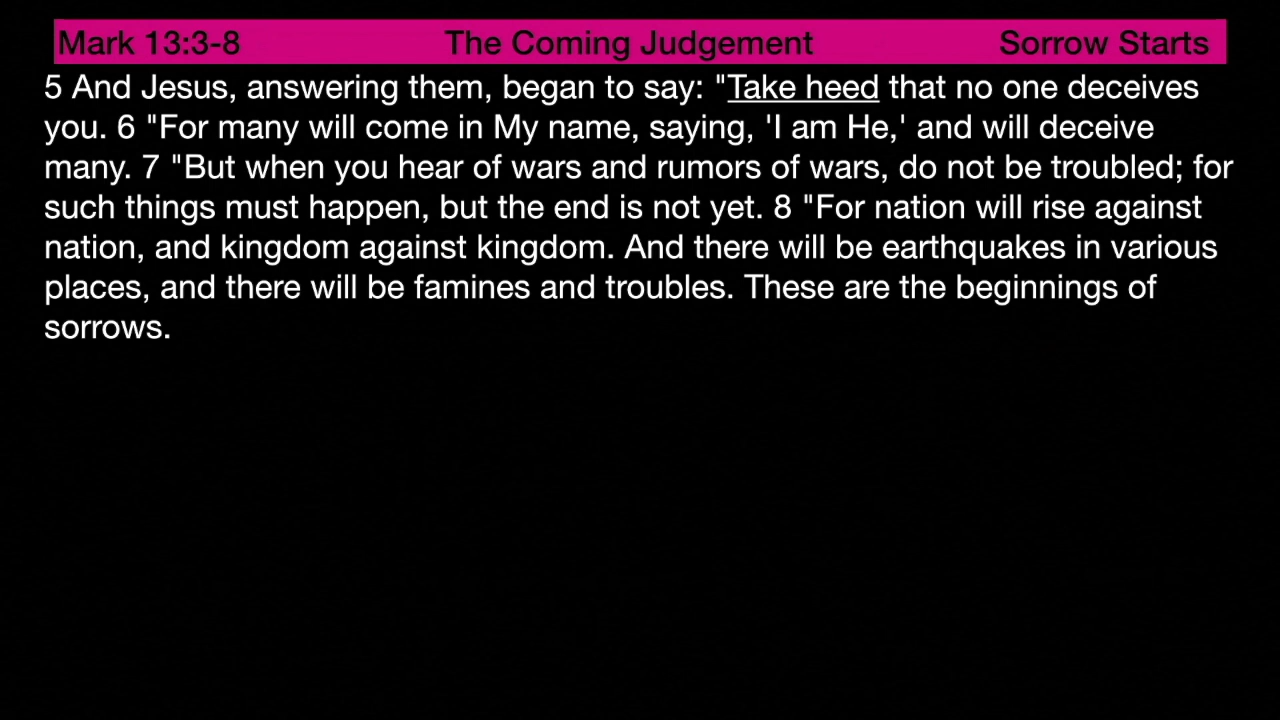 Mark 13:3-8 The Coming Judgement Sorrow Starts
5 And Jesus, answering them, began to say: "Take heed that no one deceives
you. 6 "For many will come in My name, saying, 'I am He,' and will deceive
many. 7 "But when you hear of wars and rumors of wars, do not be troubled; for
such things must happen, but the end is not yet. 8 "For nation will rise against
nation, and kingdom against kingdom. And there will be earthquakes in various
places, and there will be famines and troubles. These are the beginnings of
sorrows.